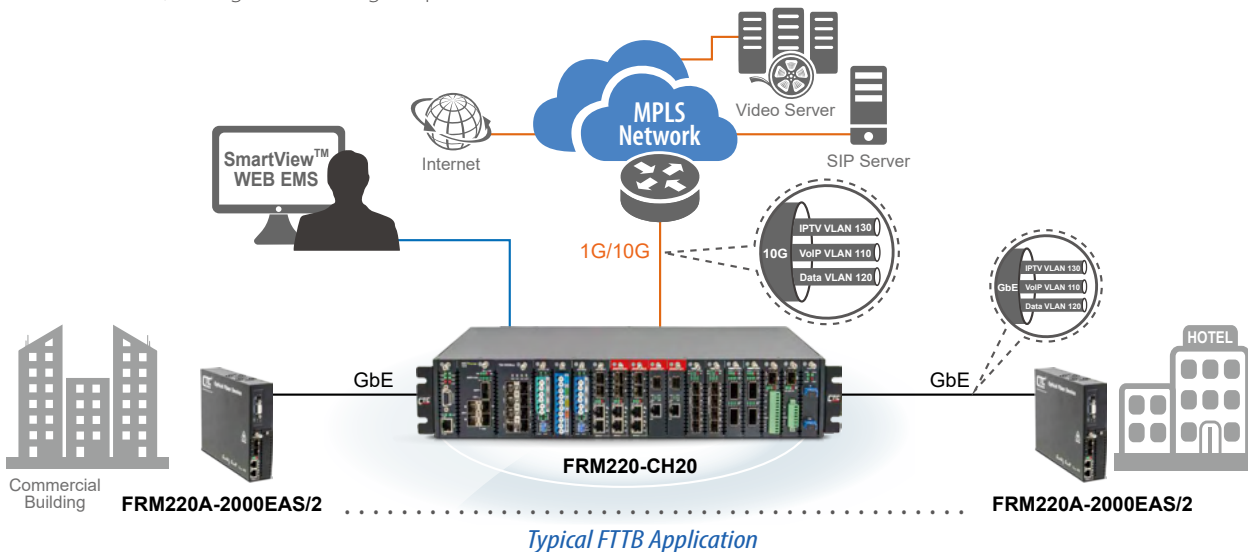 Video Server
MPLS
Network
SIP Server
Internet
SmartView™
WEB EMS
1G/10G
10G
IPTV VLAN 130
VoIP VLAN 110
Data VLAN 120
GbE
IPTV VLAN 130
VoIP VLAN 110
Data VLAN 120
HOTEL
GbE
GbE
CTC
CTC
FRM220-CH20
Commercial
Building
FRM220A-2000EAS/2
FRM220A-2000EAS/2
Typical FTTB Application